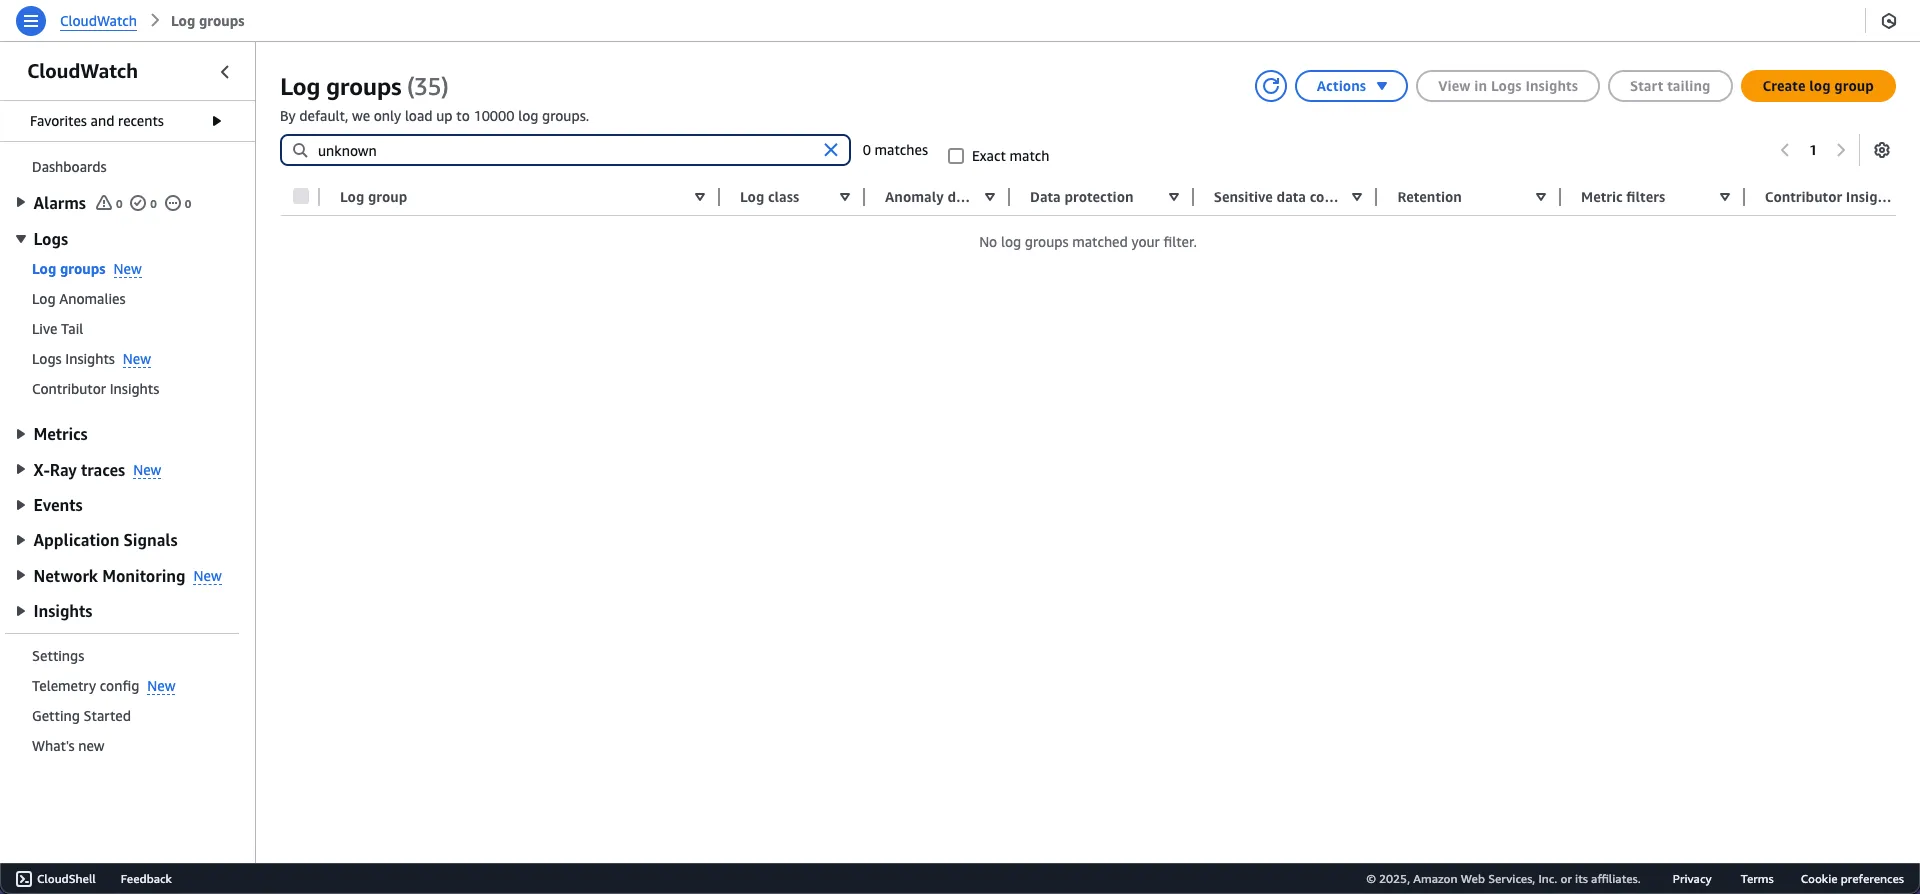 CloudWatch > Log groups
CloudWatch
Favorites and recents
Dashboards
Alarms 0 0 0
Logs
Log groups New
Log Anomalies
Live Tail
Logs Insights New
Contributor Insights
Metrics
X-Ray traces New
Events
Application Signals
Network Monitoring New
Insights
Settings
Telemetry config New
Getting Started
What's new
Log groups (35)
Actions
View in Logs Insights
Start tailing
Create log group
By default, we only load up to 10000 log groups.
unknown
0 matches
Exact match
1
Log group
Log class
Anomaly d...
Data protection
Sensitive data co...
Retention
Metric filters
Contributor Insig...
No log groups matched your filter.
CloudShell
Feedback
© 2025, Amazon Web Services, Inc. or its affiliates.
Privacy
Terms
Cookie preferences